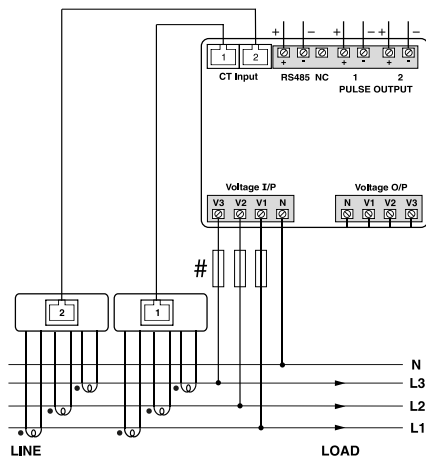 + − + − + −
1 2
+ - + - + -
CT Input RS485 NC 1 2
PULSE OUTPUT
Voltage I/P Voltage O/P
V3 V2 V1 N N V1 V2 V3
#
2 1
N
L3
L2
L1
LINE LOAD